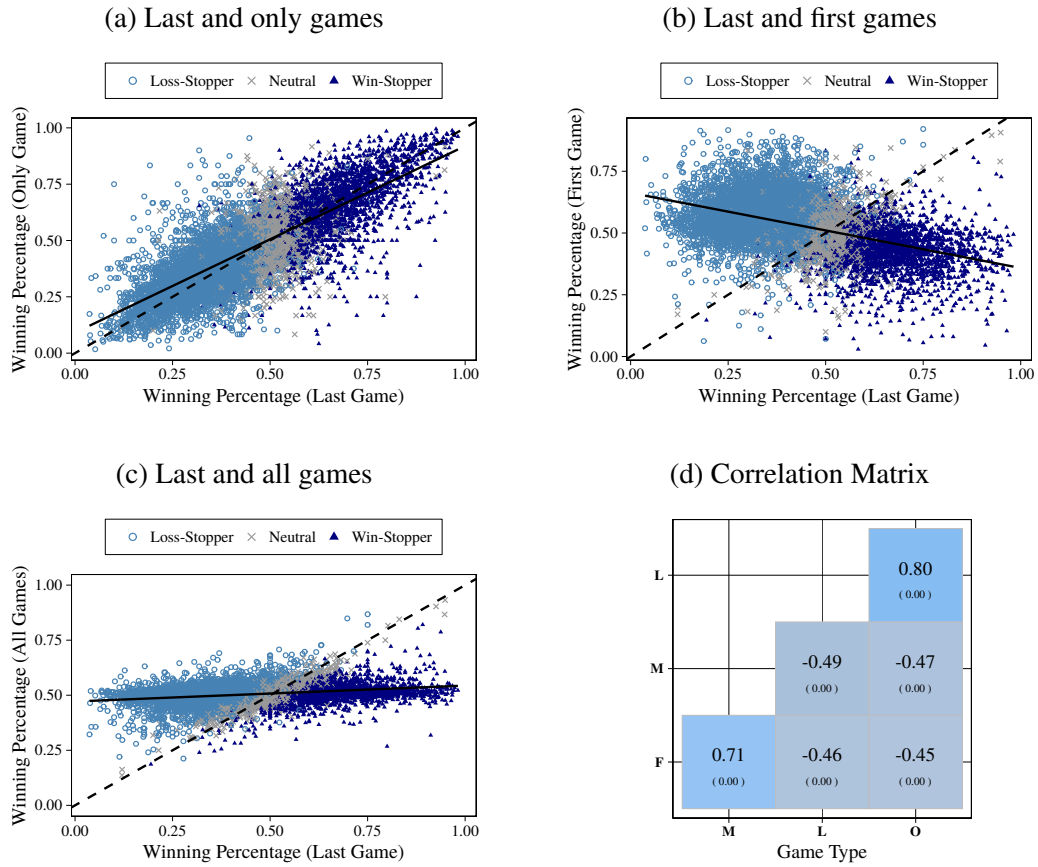 (a) Last and only games
Loss-Stopper Neutral Win-Stopper
Winning Percentage (Only Game)
1.00
0.75
0.50
0.25
0.00
0.00 0.25 0.50 0.75 1.00
Winning Percentage (Last Game)
(b) Last and first games
Loss-Stopper Neutral Win-Stopper
Winning Percentage (First Game)
0.75
0.50
0.25
0.00
0.00 0.25 0.50 0.75 1.00
Winning Percentage (Last Game)
(c) Last and all games
Loss-Stopper Neutral Win-Stopper
Winning Percentage (All Games)
1.00
0.75
0.50
0.25
0.00
0.00 0.25 0.50 0.75 1.00
Winning Percentage (Last Game)
(d) Correlation Matrix
L
0.80
( 0.00 )
M
-0.49 -0.47
(0.00) (0.00)
F
0.71 -0.46 -0.45
(0.00) (0.00) ( 0.00 )
M L O
Game Type